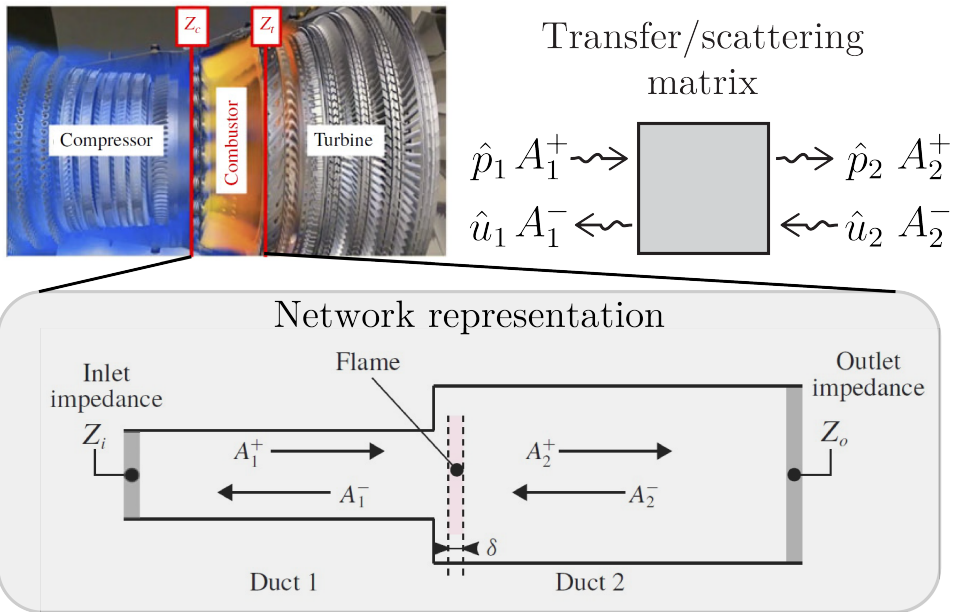 Z_c
Z_t
Compressor
Combustor
Turbine
Transfer/scattering
matrix
p̂₁ A₁⁺
p̂₂ A₂⁺
û₁ A₁⁻
û₂ A₂⁻
Network representation
Flame
Inlet
impedance
Z_i
Outlet
impedance
Z_o
A₁⁺
A₂⁺
A₁⁻
A₂⁻
δ
Duct 1
Duct 2